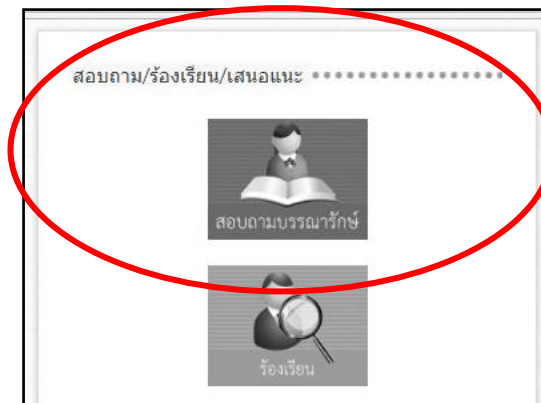 สอบถาม/ร้องเรียน/เสนอแนะ
สอบถามบรรณารักษ์
ร้องเรียน